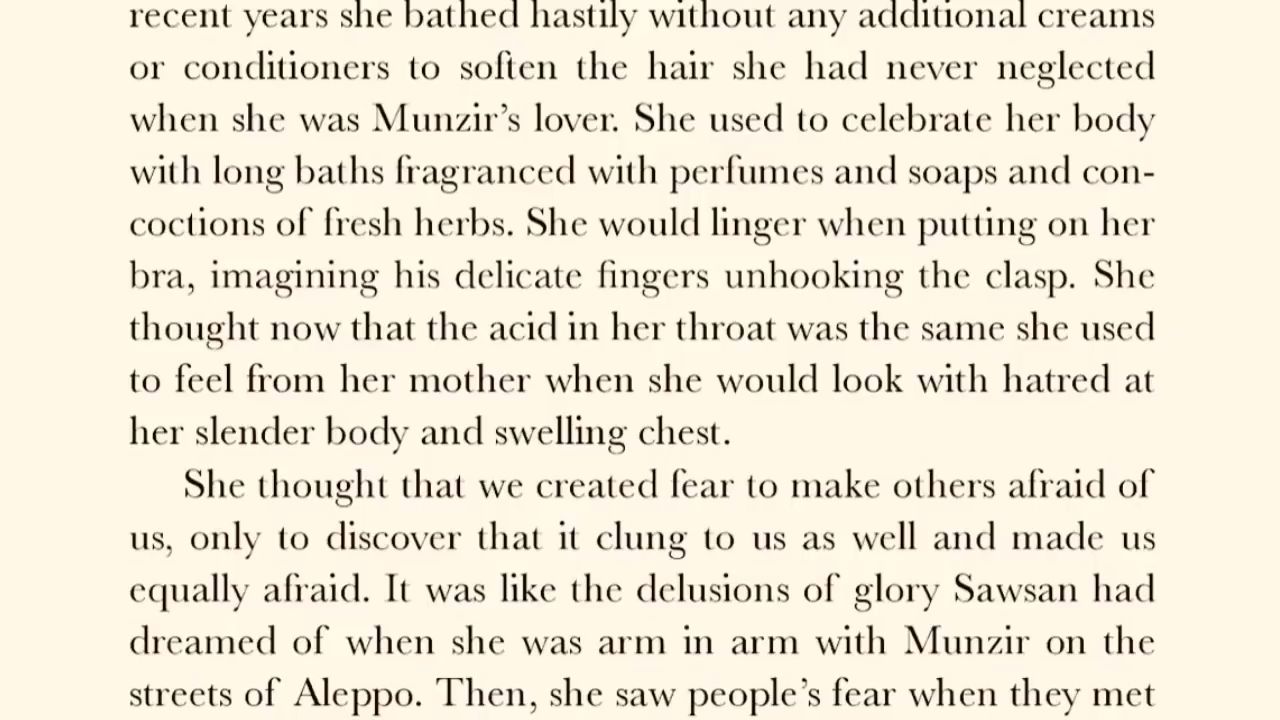 recent years she bathed hastily without any additional creams
or conditioners to soften the hair she had never neglected
when she was Munzir’s lover. She used to celebrate her body
with long baths fragranced with perfumes and soaps and con-
coctions of fresh herbs. She would linger when putting on her
bra, imagining his delicate fingers unhooking the clasp. She
thought now that the acid in her throat was the same she used
to feel from her mother when she would look with hatred at
her slender body and swelling chest.
She thought that we created fear to make others afraid of
us, only to discover that it clung to us as well and made us
equally afraid. It was like the delusions of glory Sawsan had
dreamed of when she was arm in arm with Munzir on the
streets of Aleppo. Then, she saw people’s fear when they met